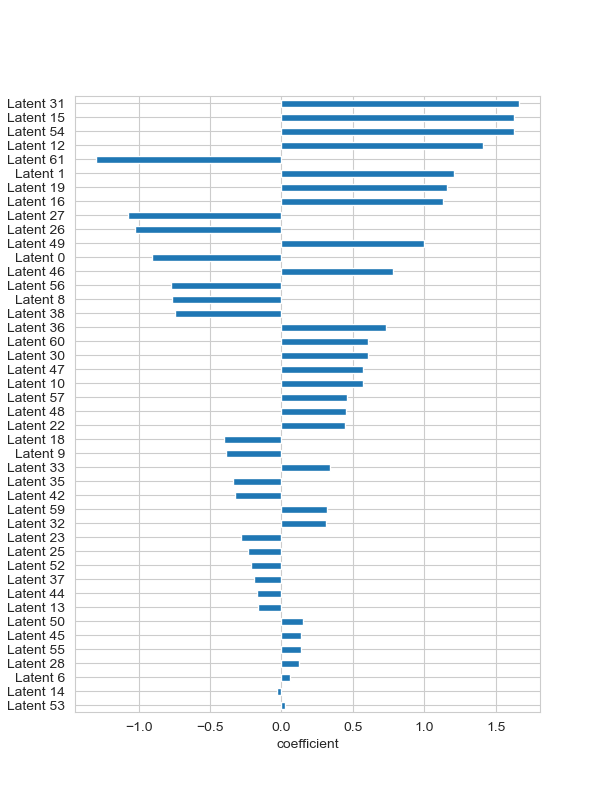 Latent 31
Latent 15
Latent 54
Latent 12
Latent 61
Latent 1
Latent 19
Latent 16
Latent 27
Latent 26
Latent 49
Latent 0
Latent 46
Latent 56
Latent 8
Latent 38
Latent 36
Latent 60
Latent 30
Latent 47
Latent 10
Latent 57
Latent 48
Latent 22
Latent 18
Latent 9
Latent 33
Latent 35
Latent 42
Latent 59
Latent 32
Latent 23
Latent 25
Latent 52
Latent 37
Latent 44
Latent 13
Latent 50
Latent 45
Latent 55
Latent 28
Latent 6
Latent 14
Latent 53
−1.0 −0.5 0.0 0.5 1.0 1.5
coefficient